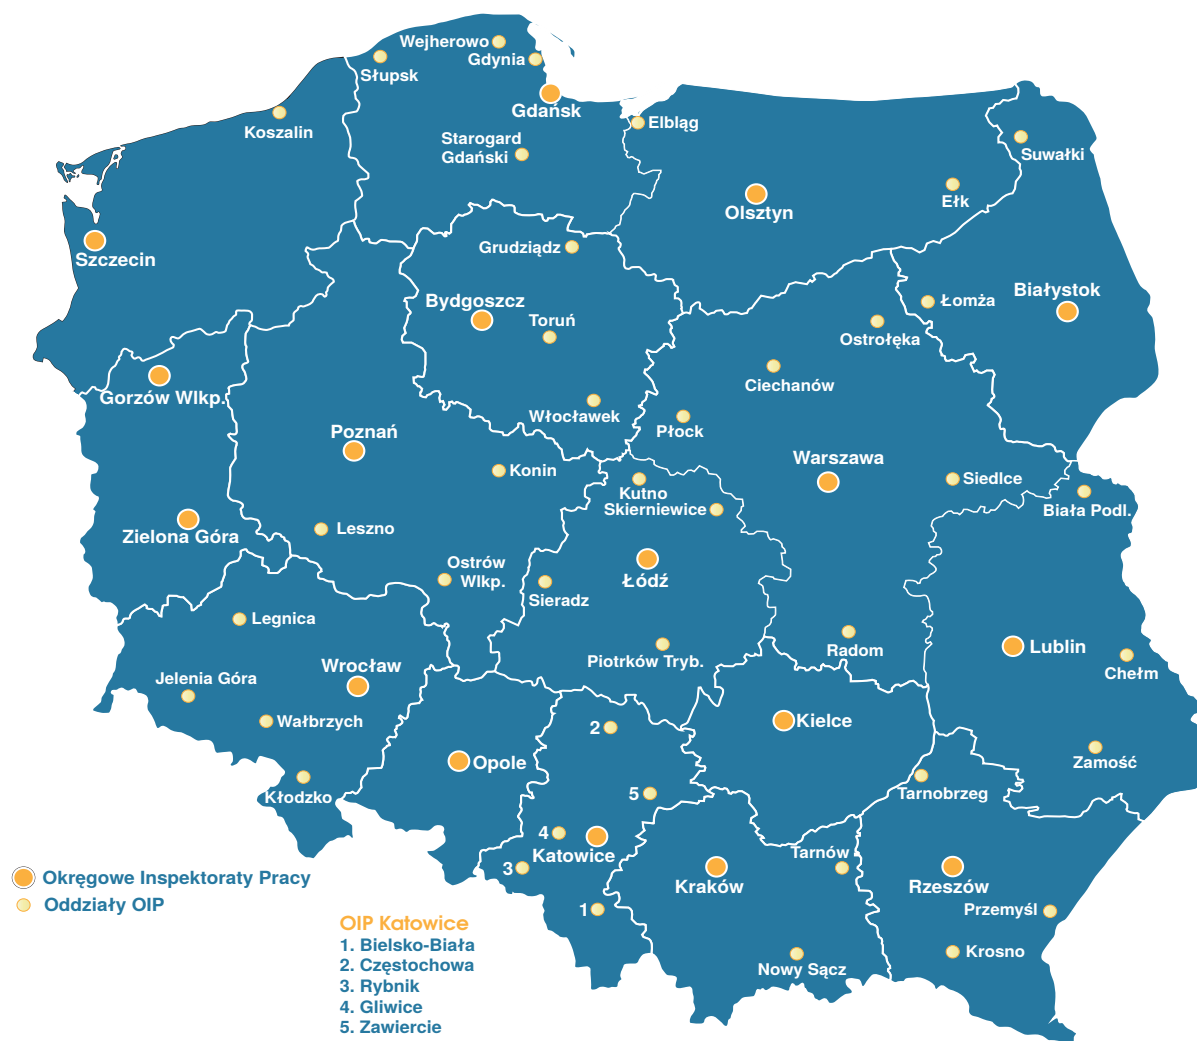 Wejherowo
Gdynia
Słupsk
Gdańsk
Koszalin
Elbląg
Starogard
Gdański
Suwałki
Ełk
Olsztyn
Szczecin
Grudziądz
Białystok
Bydgoszcz
Łomża
Toruń
Ostrołęka
Ciechanów
Gorzów Wlkp.
Włocławek
Płock
Poznań
Warszawa
Konin
Siedlce
Kutno
Skierniewice
Biała Podl.
Leszno
Zielona Góra
Ostrów
Wlkp.
Łódź
Sieradz
Legnica
Radom
Lublin
Piotrków Tryb.
Wrocław
Chełm
Jelenia Góra
Wałbrzych
Kielce
2
Opole
Zamość
Kłodzko
5
Tarnobrzeg
4
Katowice
Tarnów
3
Kraków
Rzeszów
Okręgowe Inspektoraty Pracy
Oddziały OIP
1
Przemyśl
Krosno
Nowy Sącz
OIP Katowice
1. Bielsko-Biała
2. Częstochowa
3. Rybnik
4. Gliwice
5. Zawiercie